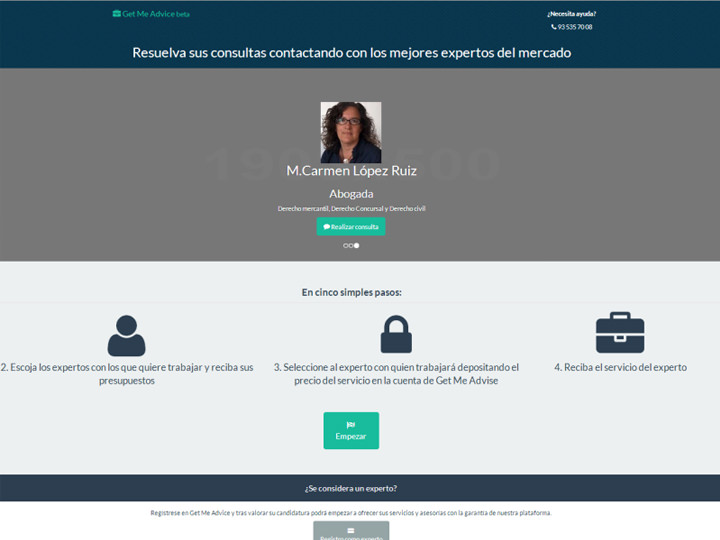 Get Me Advice beta
¿Necesita ayuda?
93 535 70 08
Resuelva sus consultas contactando con los mejores expertos del mercado
M.Carmen López Ruiz
Abogada
Derecho mercantil, Derecho Concursal y Derecho civil
Realizar consulta
En cinco simples pasos:
2. Escoja los expertos con los que quiere trabajar y reciba sus
presupuestos
3. Seleccione al experto con quien trabajará depositando el
precio del servicio en la cuenta de Get Me Advise
4. Reciba el servicio del experto
Empezar
¿Se considera un experto?
Regístrese en Get Me Advice y tras valorar su candidatura podrá empezar a ofrecer sus servicios y asesorías con la garantía de nuestra plataforma.
Registro como experto